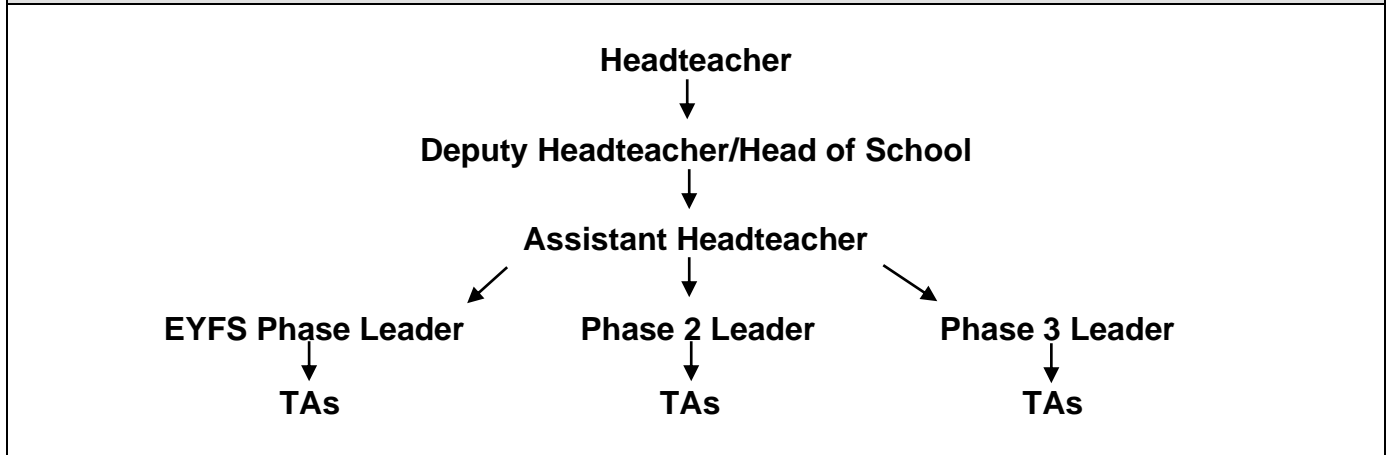 Headteacher
Deputy Headteacher/Head of School
Assistant Headteacher
EYFS Phase Leader Phase 2 Leader Phase 3 Leader
TAs TAs TAs